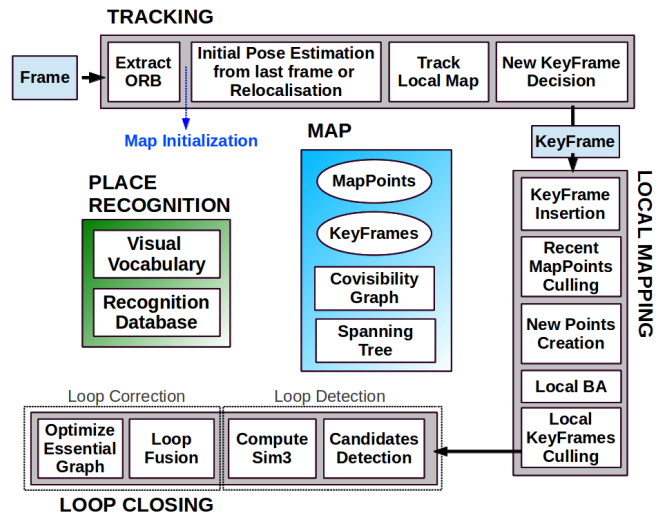 TRACKING
Frame
Extract
ORB
Initial Pose Estimation
from last frame or
Relocalisation
Track
Local Map
New KeyFrame
Decision
Map Initialization
KeyFrame
MAP
MapPoints
KeyFrames
Covisibility
Graph
Spanning
Tree
PLACE
RECOGNITION
Visual
Vocabulary
Recognition
Database
LOCAL MAPPING
KeyFrame
Insertion
Recent
MapPoints
Culling
New Points
Creation
Local BA
Local
KeyFrames
Culling
Loop Correction
Loop Detection
Optimize
Essential
Graph
Loop
Fusion
Compute
Sim3
Candidates
Detection
LOOP CLOSING